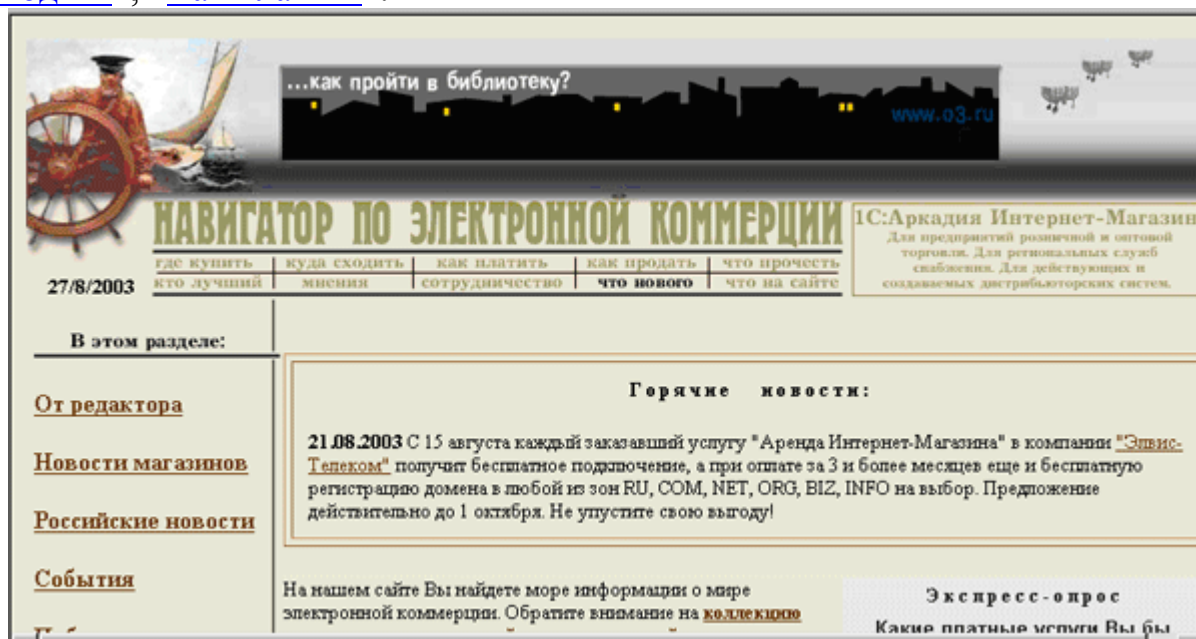 ...как пройти в библиотеку?
www.o3.ru
НАВИГАТОР ПО ЭЛЕКТРОННОЙ КОММЕРЦИИ
где купить куда сходить как платить как продать что прочесть
кто лучший мнения сотрудничество что нового что на сайте
27/8/2003
1С:Аркадия Интернет-Магазин
Для предприятий розничной и оптовой
торговли. Для региональных служб
снабжения. Для действующих и
создаваемых дистрибьюторских систем.
В этом разделе:
От редактора
Новости магазинов
Российские новости
События
Горячие новости:
21.08.2003 С 15 августа каждый заказавший услугу "Аренда Интернет-Магазина" в компании "Элвис-
Телеком" получит бесплатное подключение, а при оплате за 3 и более месяцев еще и бесплатную
регистрацию домена в любой из зон RU, COM, NET, ORG, BIZ, INFO на выбор. Предложение
действительно до 1 октября. Не упустите свою выгоду!
На нашем сайте Вы найдете море информации о мире
электронной коммерции. Обратите внимание на коллекцию
Экспресс-опрос
Какие платные услуги Вы бы